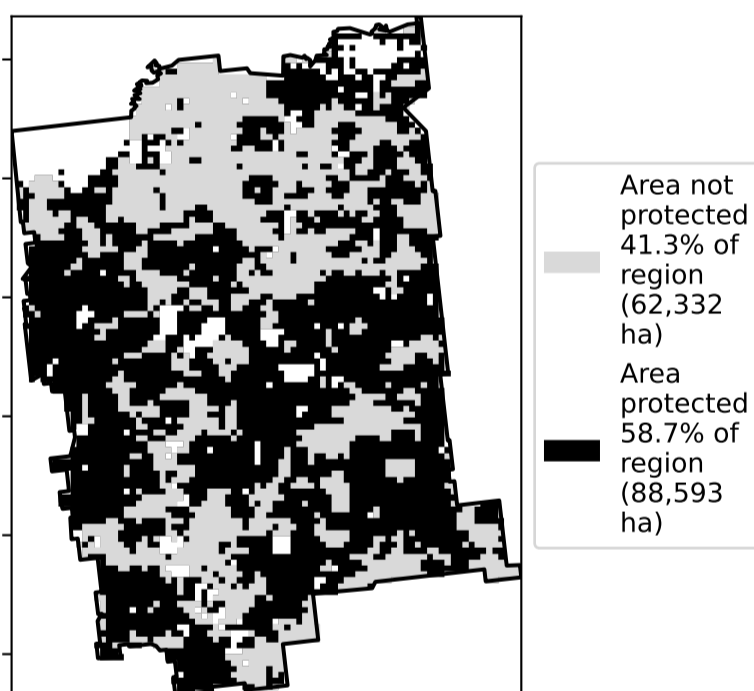 Area not
protected
41.3% of
region
(62,332
ha)
Area
protected
58.7% of
region
(88,593
ha)